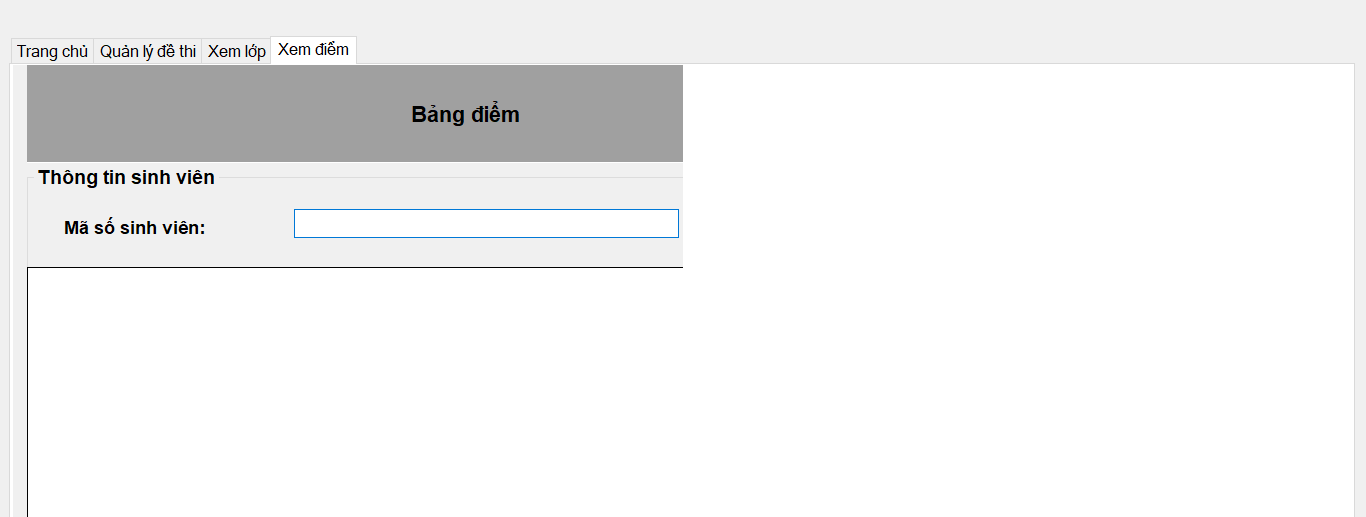 Trang chủ Quản lý đề thi Xem lớp Xem điểm
Bảng điểm
Thông tin sinh viên
Mã số sinh viên: